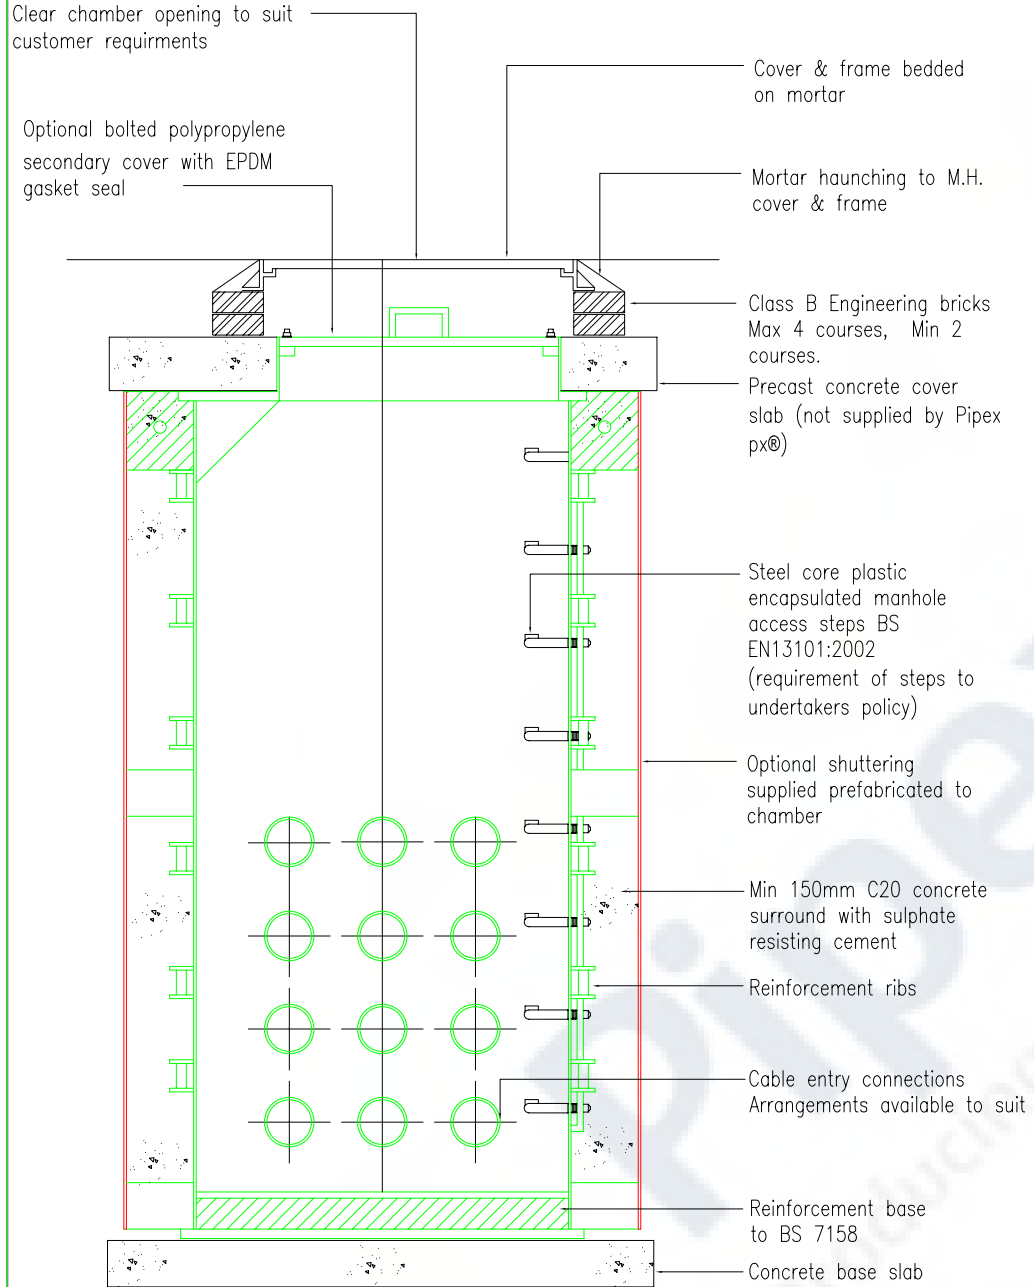 Clear chamber opening to suit
customer requirments
Cover & frame bedded
on mortar
Optional bolted polypropylene
secondary cover with EPDM
gasket seal
Mortar haunching to M.H.
cover & frame
Class B Engineering bricks
Max 4 courses, Min 2
courses.
Precast concrete cover
slab (not supplied by Pipex
px®)
Steel core plastic
encapsulated manhole
access steps BS
EN13101:2002
(requirement of steps to
undertakers policy)
Optional shuttering
supplied prefabricated to
chamber
Min 150mm C20 concrete
surround with sulphate
resisting cement
Reinforcement ribs
Cable entry connections
Arrangements available to suit
Reinforcement base
to BS 7158
Concrete base slab